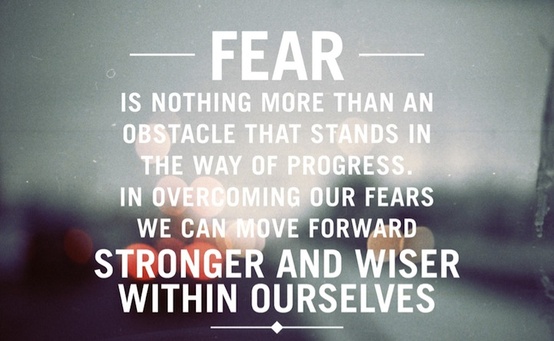 FEAR
IS NOTHING MORE THAN AN
OBSTACLE THAT STANDS IN
THE WAY OF PROGRESS.
IN OVERCOMING OUR FEARS
WE CAN MOVE FORWARD
STRONGER AND WISER
WITHIN OURSELVES